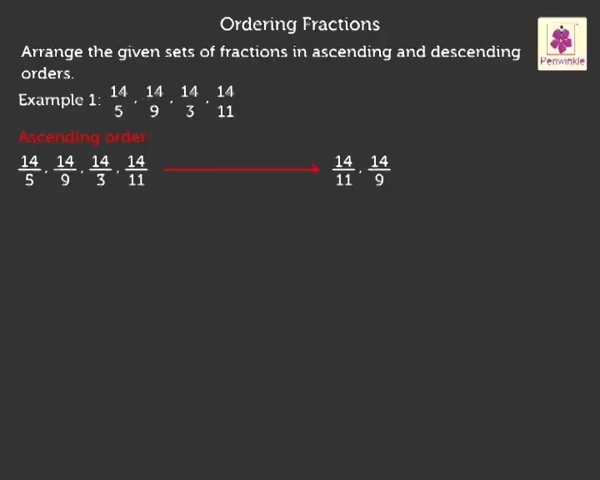 Ordering Fractions
Periwinkle
Arrange the given sets of fractions in ascending and descending
orders.
Example 1: 14/5 , 14/9 , 14/3 , 14/11
Ascending order
14/5 , 14/9 , 14/3 , 14/11 → 14/11 , 14/9